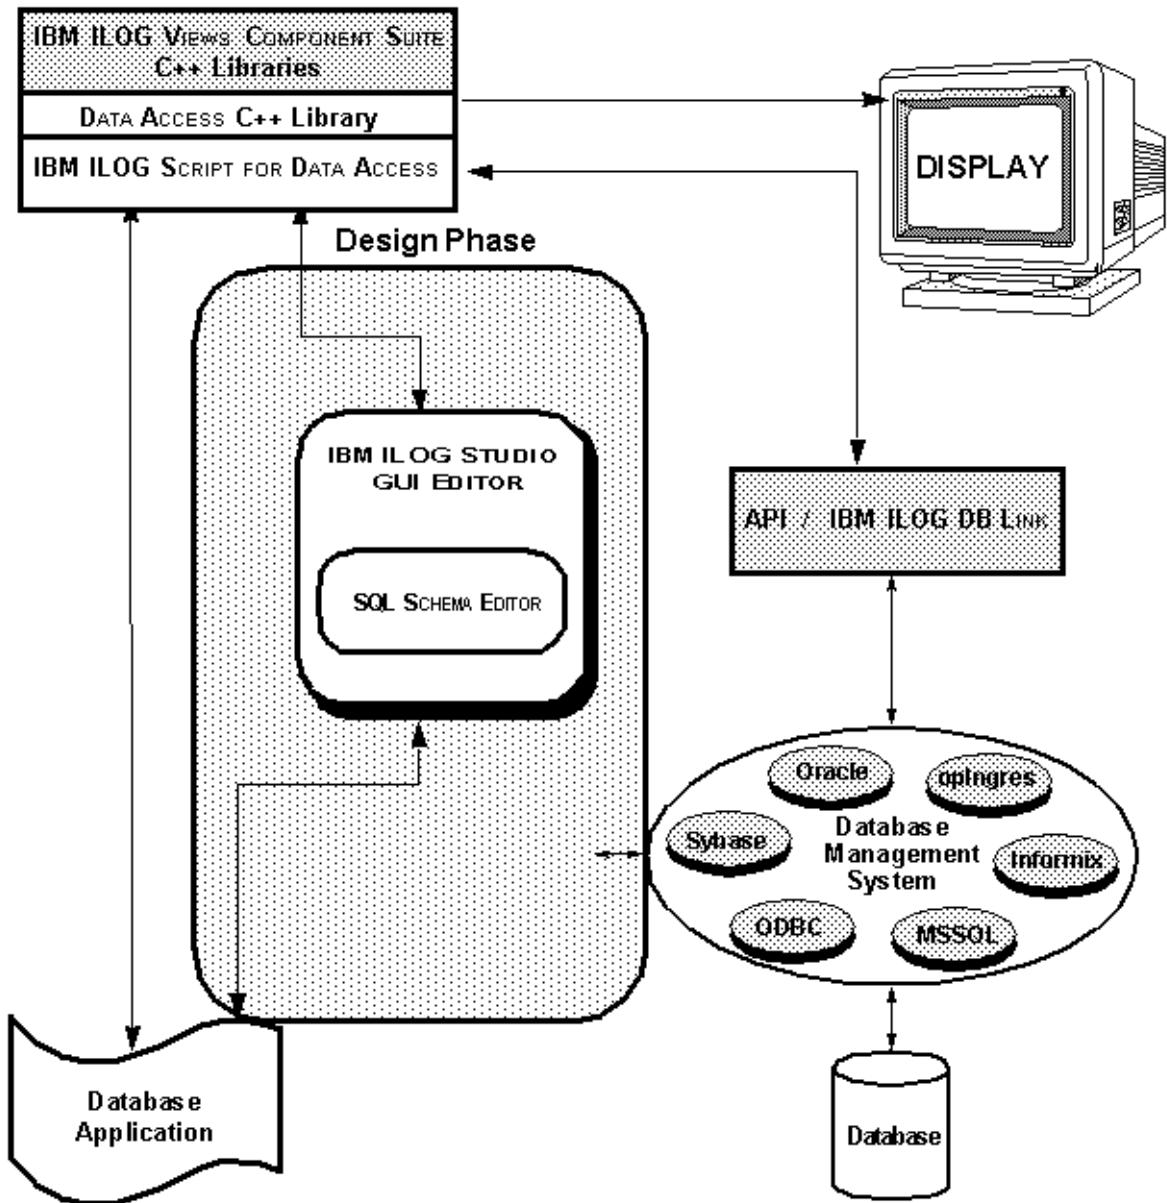 IBM ILOG VIEWS COMPONENT SUITE
C++ LIBRARIES
DATA ACCESS C++ LIBRARY
IBM ILOG SCRIPT FOR DATA ACCESS
DISPLAY
Design Phase
IBM ILOG STUDIO
GUI EDITOR
SQL SCHEMA EDITOR
API / IBM ILOG DB LINK
Oracle
opIngres
Sybase
Database
Management
System
Informix
ODBC
MSSQL
Database
Application
Database